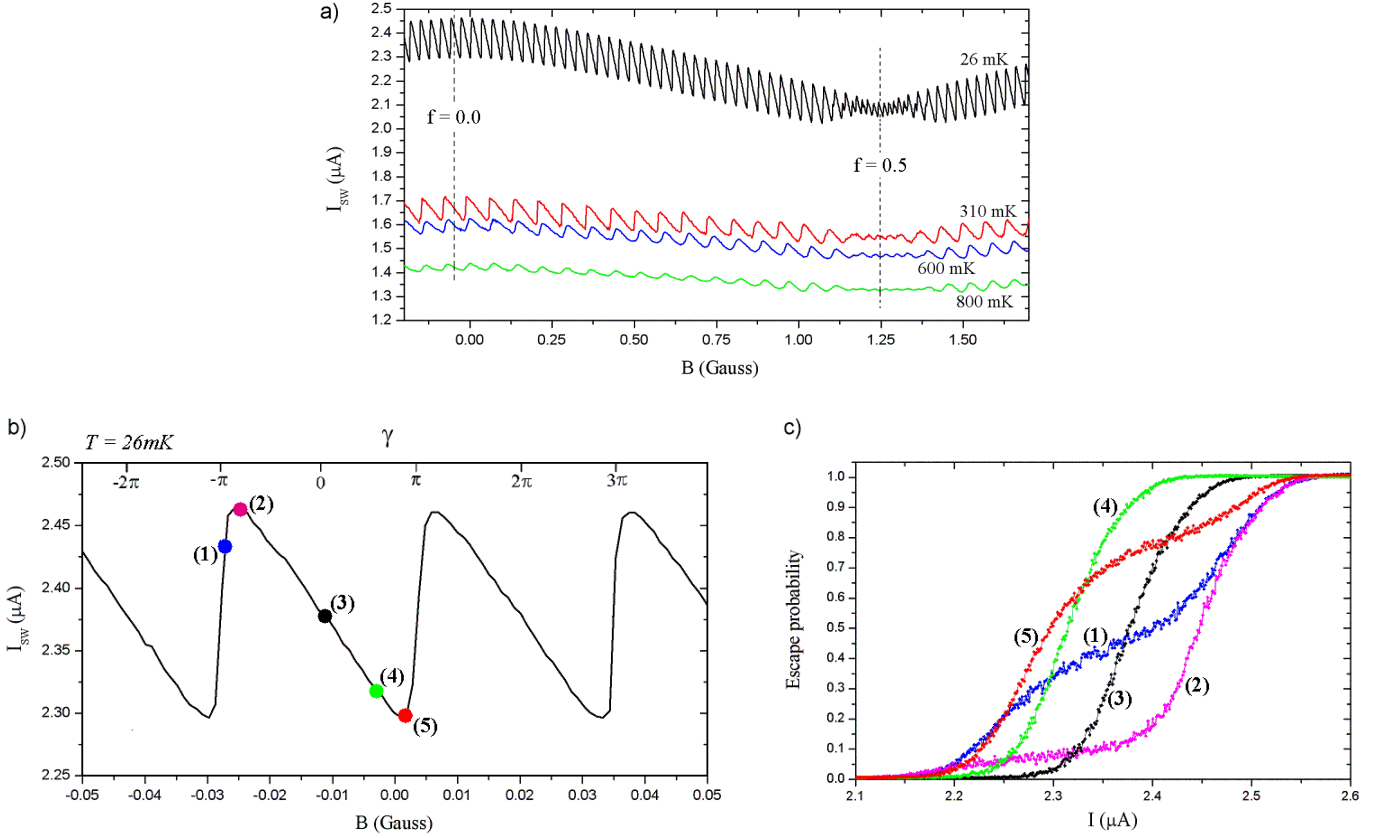 a)
2.5
2.4
2.3
2.2
2.1
2.0
1.9
1.8
1.7
1.6
1.5
1.4
1.3
1.2
I_SW (μA)
26 mK
f = 0.0
f = 0.5
310 mK
600 mK
800 mK
0.00 0.25 0.50 0.75 1.00 1.25 1.50
B (Gauss)
b)
T = 26mK
γ
-2π -π 0 π 2π 3π
2.50
2.45
2.40
2.35
2.30
2.25
I_SW (μA)
(1)
(2)
(3)
(4)
(5)
-0.05 -0.04 -0.03 -0.02 -0.01 0.00 0.01 0.02 0.03 0.04 0.05
B (Gauss)
c)
1.0
0.9
0.8
0.7
0.6
0.5
0.4
0.3
0.2
0.1
0.0
Escape probability
(4)
(5)
(1)
(3)
(2)
2.1 2.2 2.3 2.4 2.5 2.6
I (μA)